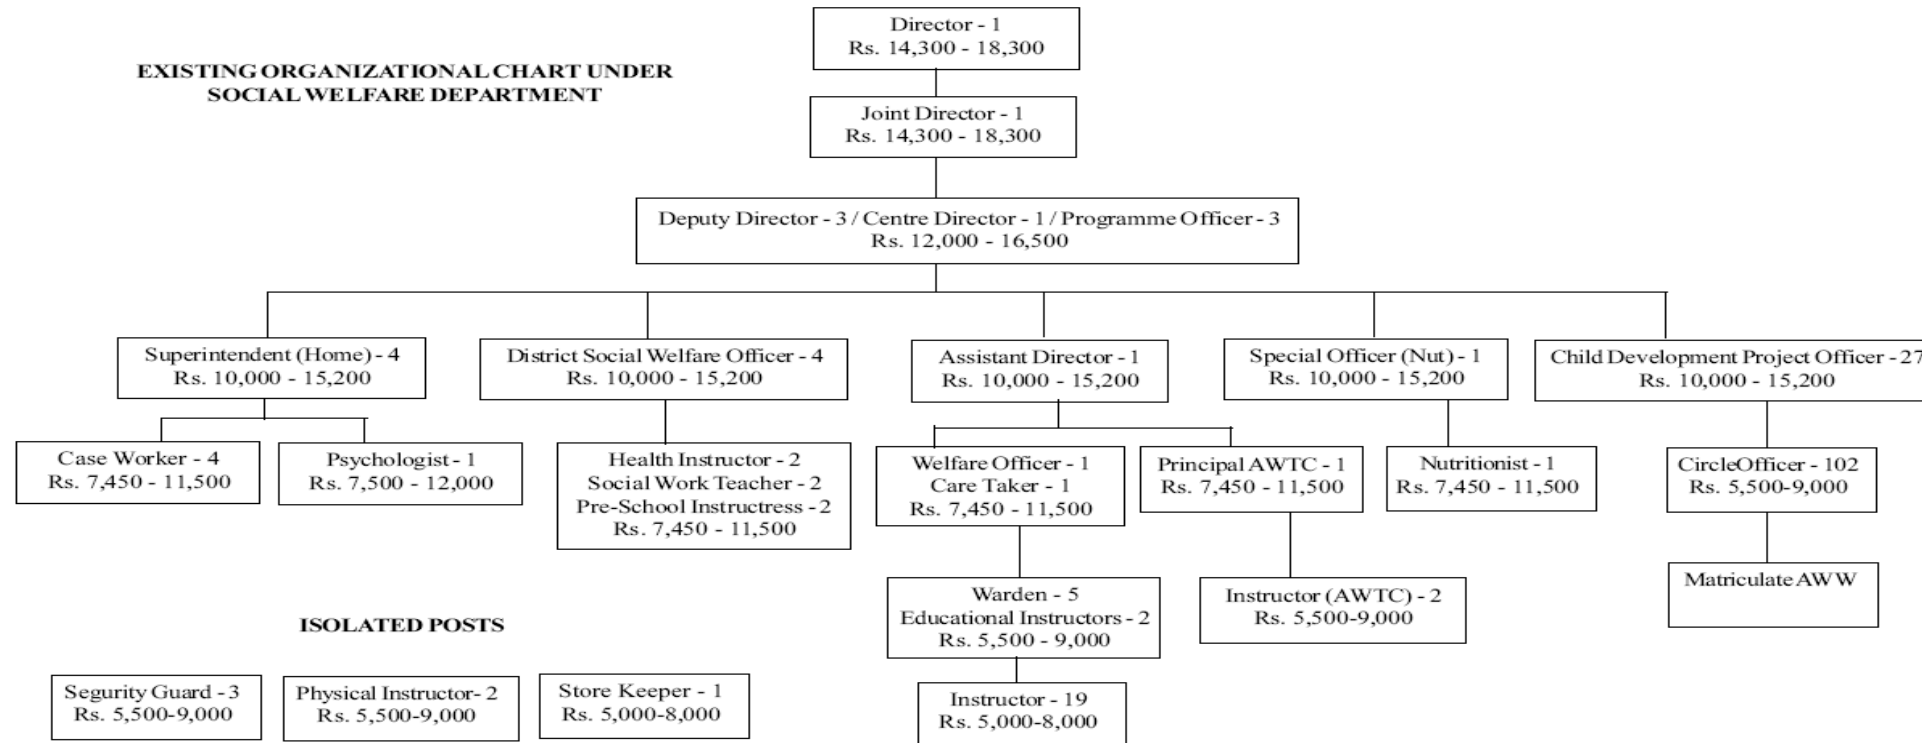 Director - 1
Rs. 14,300 - 18,300
EXISTING ORGANIZATIONAL CHART UNDER
SOCIAL WELFARE DEPARTMENT
Joint Director - 1
Rs. 14,300 - 18,300
Deputy Director - 3 / Centre Director - 1 / Programme Officer - 3
Rs. 12,000 - 16,500
Superintendent (Home) - 4
Rs. 10,000 - 15,200
District Social Welfare Officer - 4
Rs. 10,000 - 15,200
Assistant Director - 1
Rs. 10,000 - 15,200
Special Officer (Nut) - 1
Rs. 10,000 - 15,200
Child Development Project Officer - 27
Rs. 10,000 - 15,200
Case Worker - 4
Rs. 7,450 - 11,500
Psychologist - 1
Rs. 7,500 - 12,000
Health Instructor - 2
Social Work Teacher - 2
Pre-School Instructress - 2
Rs. 7,450 - 11,500
Welfare Officer - 1
Care Taker - 1
Rs. 7,450 - 11,500
Principal AWTC - 1
Rs. 7,450 - 11,500
Nutritionist - 1
Rs. 7,450 - 11,500
CircleOfficer - 102
Rs. 5,500-9,000
Warden - 5
Educational Instructors - 2
Rs. 5,500 - 9,000
Instructor (AWTC) - 2
Rs. 5,500-9,000
Matriculate AWW
ISOLATED POSTS
Segurity Guard - 3
Rs. 5,500-9,000
Physical Instructor- 2
Rs. 5,500-9,000
Store Keeper - 1
Rs. 5,000-8,000
Instructor - 19
Rs. 5,000-8,000